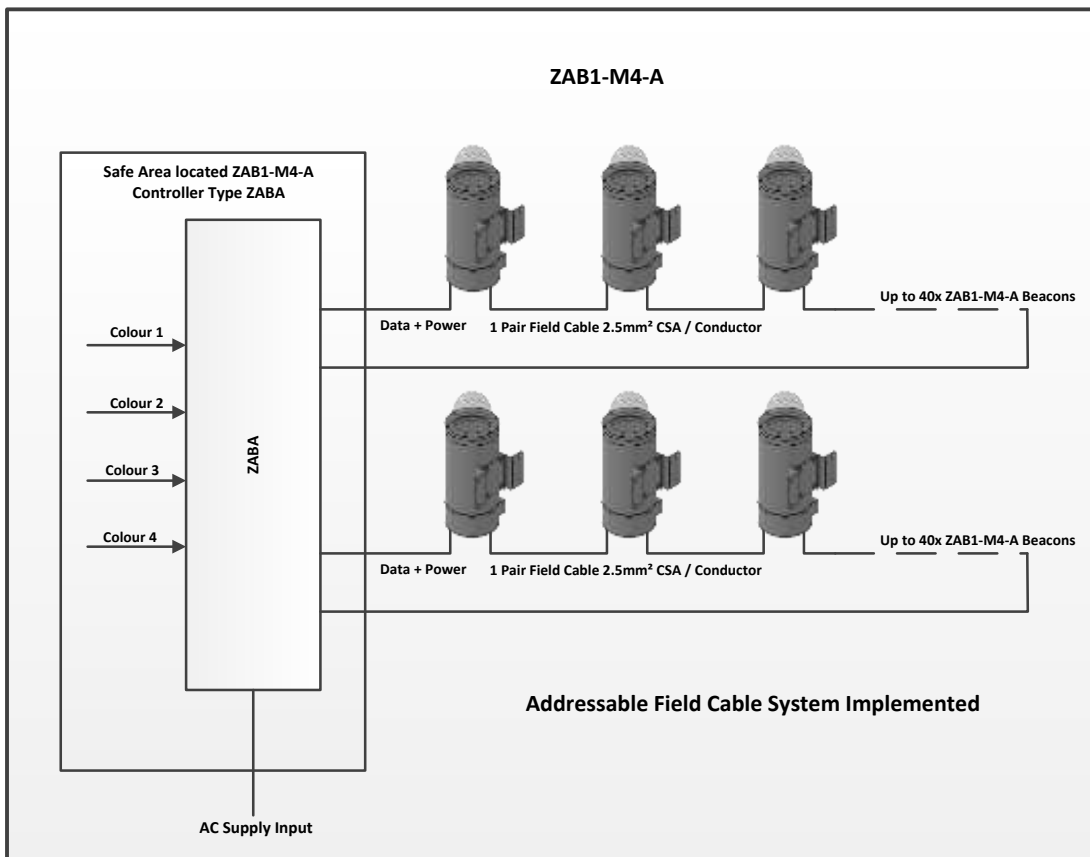 ZAB1-M4-A
Safe Area located ZAB1-M4-A
Controller Type ZABA
Colour 1
Colour 2
Colour 3
Colour 4
ZABA
Data + Power
1 Pair Field Cable 2.5mm² CSA / Conductor
Up to 40x ZAB1-M4-A Beacons
Data + Power
1 Pair Field Cable 2.5mm² CSA / Conductor
Up to 40x ZAB1-M4-A Beacons
Addressable Field Cable System Implemented
AC Supply Input